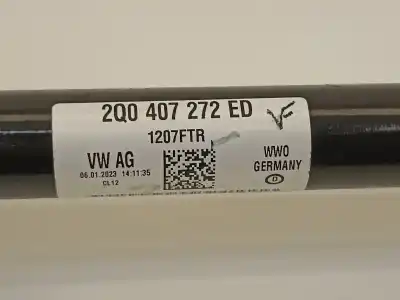 2Q0 407 272 ED
1207FTR
VW AG
06.01.2023 14:11:35
CL12
WWO
GERMANY
D
VF